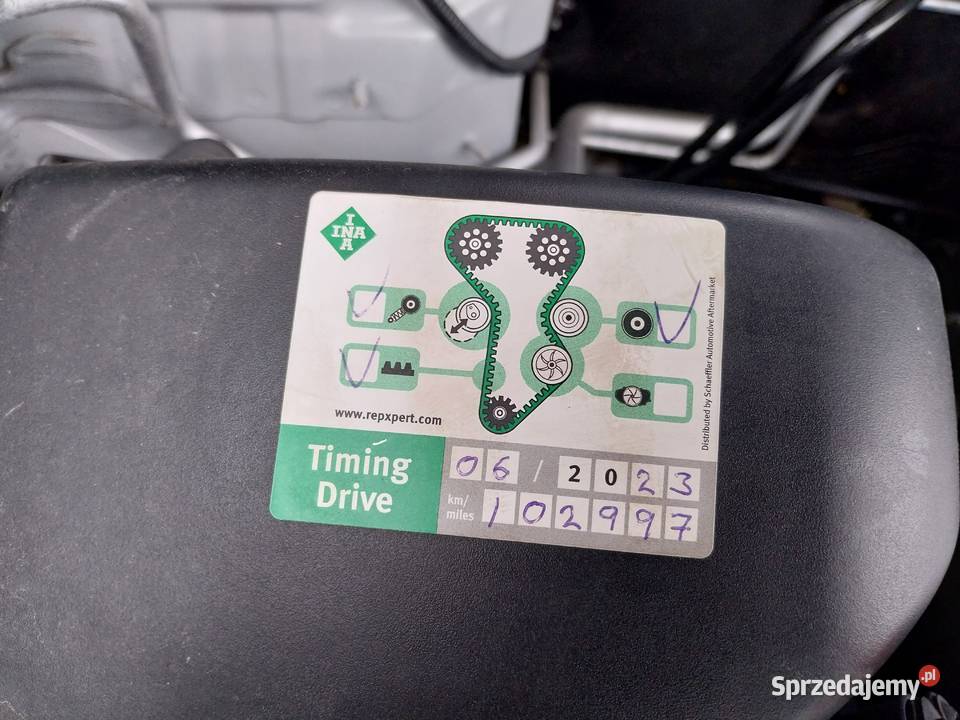 I
INA
A
www.repxpert.com
Distributed by Schaeffler Automotive Aftermarket
Timing
Drive
06 / 2023
km/
miles
102997
Sprzedajemy.pl